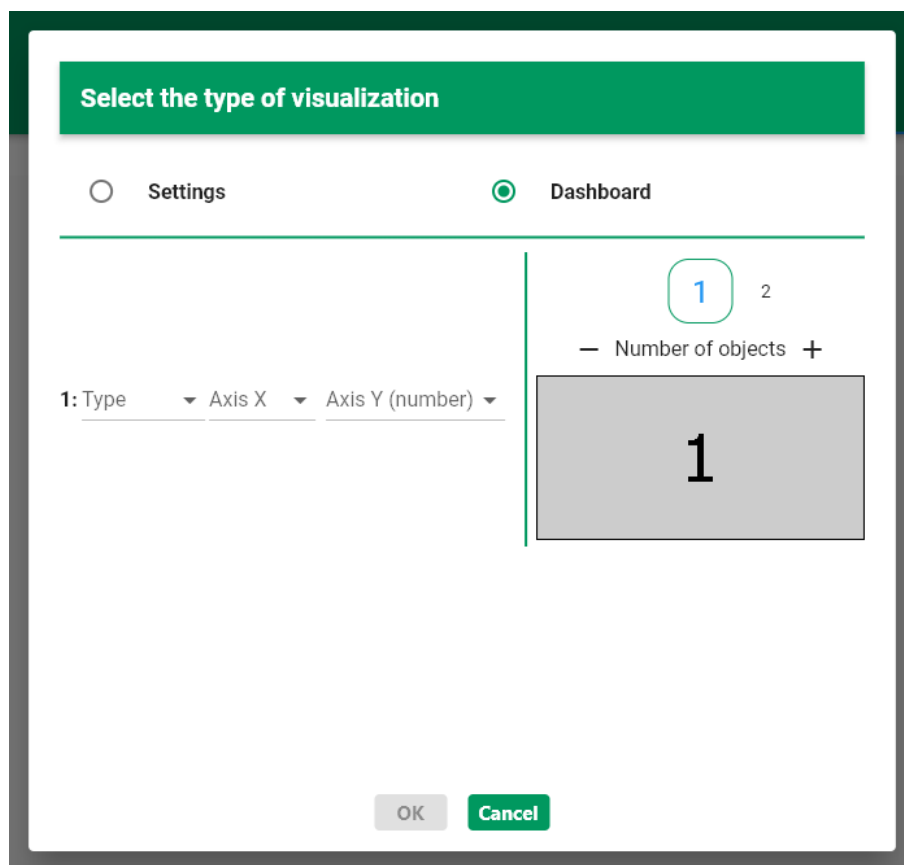 Select the type of visualization
Settings Dashboard
1 2
− Number of objects +
1: Type Axis X Axis Y (number)
1
OK Cancel